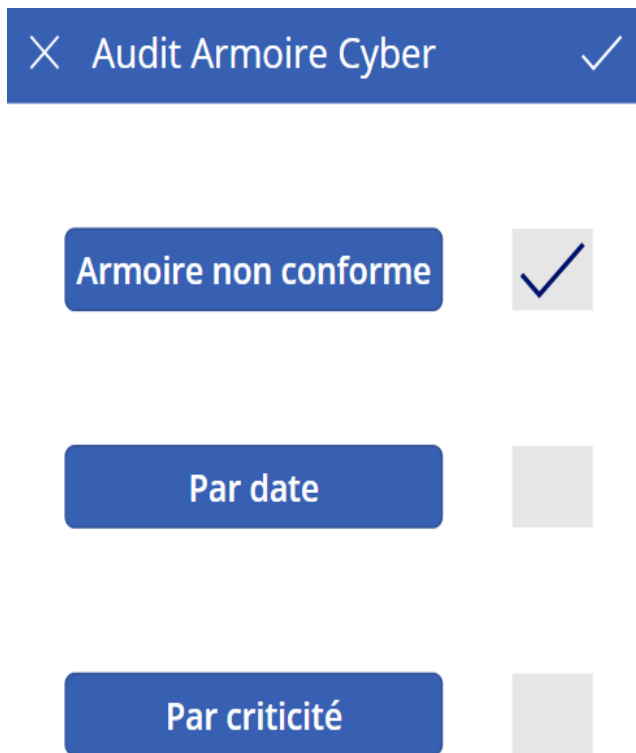 Audit Armoire Cyber
Armoire non conforme
Par date
Par criticité